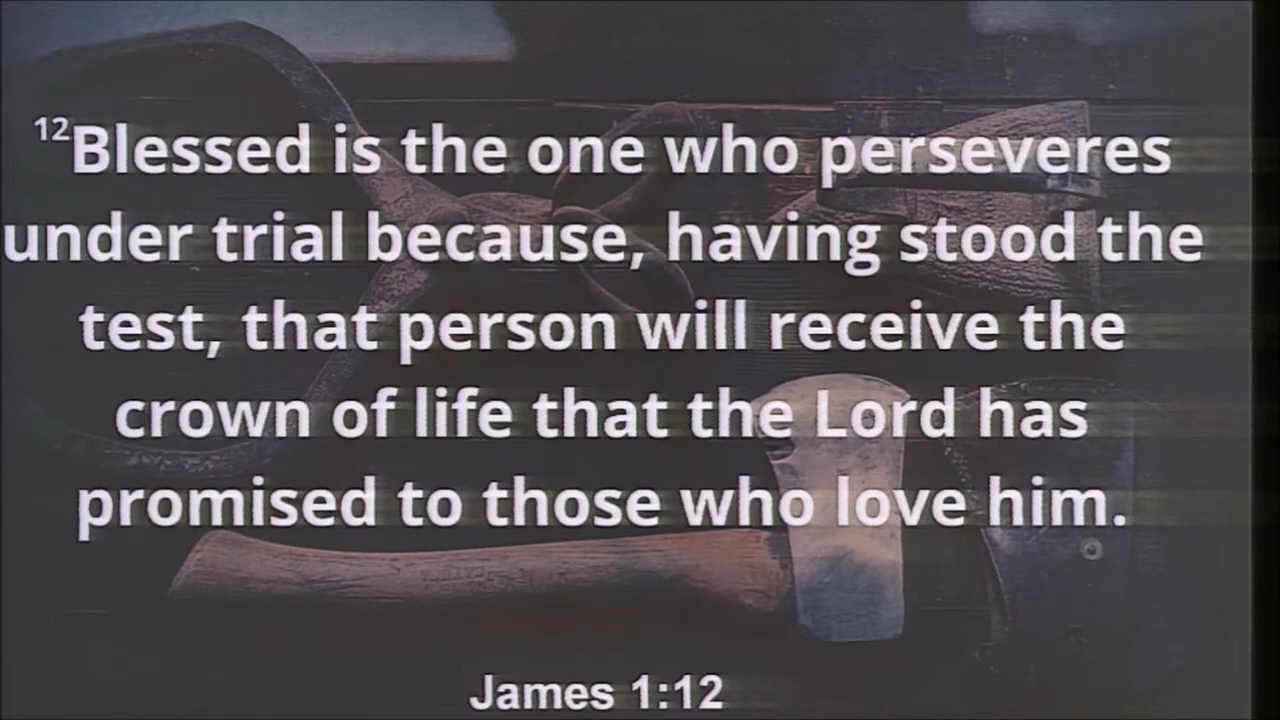 12Blessed is the one who perseveres
under trial because, having stood the
test, that person will receive the
crown of life that the Lord has
promised to those who love him.
James 1:12